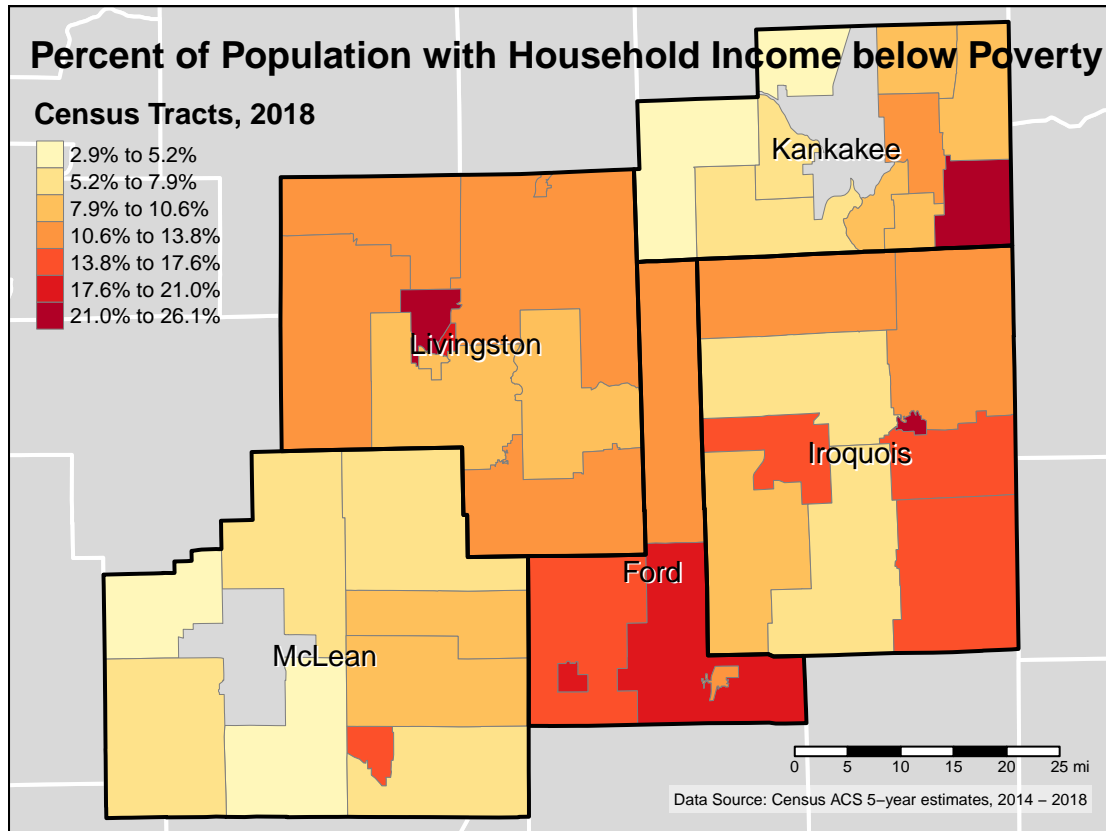 Percent of Population with Household Income below Poverty
Census Tracts, 2018
2.9% to 5.2%
5.2% to 7.9%
7.9% to 10.6%
10.6% to 13.8%
13.8% to 17.6%
17.6% to 21.0%
21.0% to 26.1%
Kankakee
Livingston
Iroquois
Ford
McLean
0 5 10 15 20 25 mi
Data Source: Census ACS 5−year estimates, 2014 − 2018